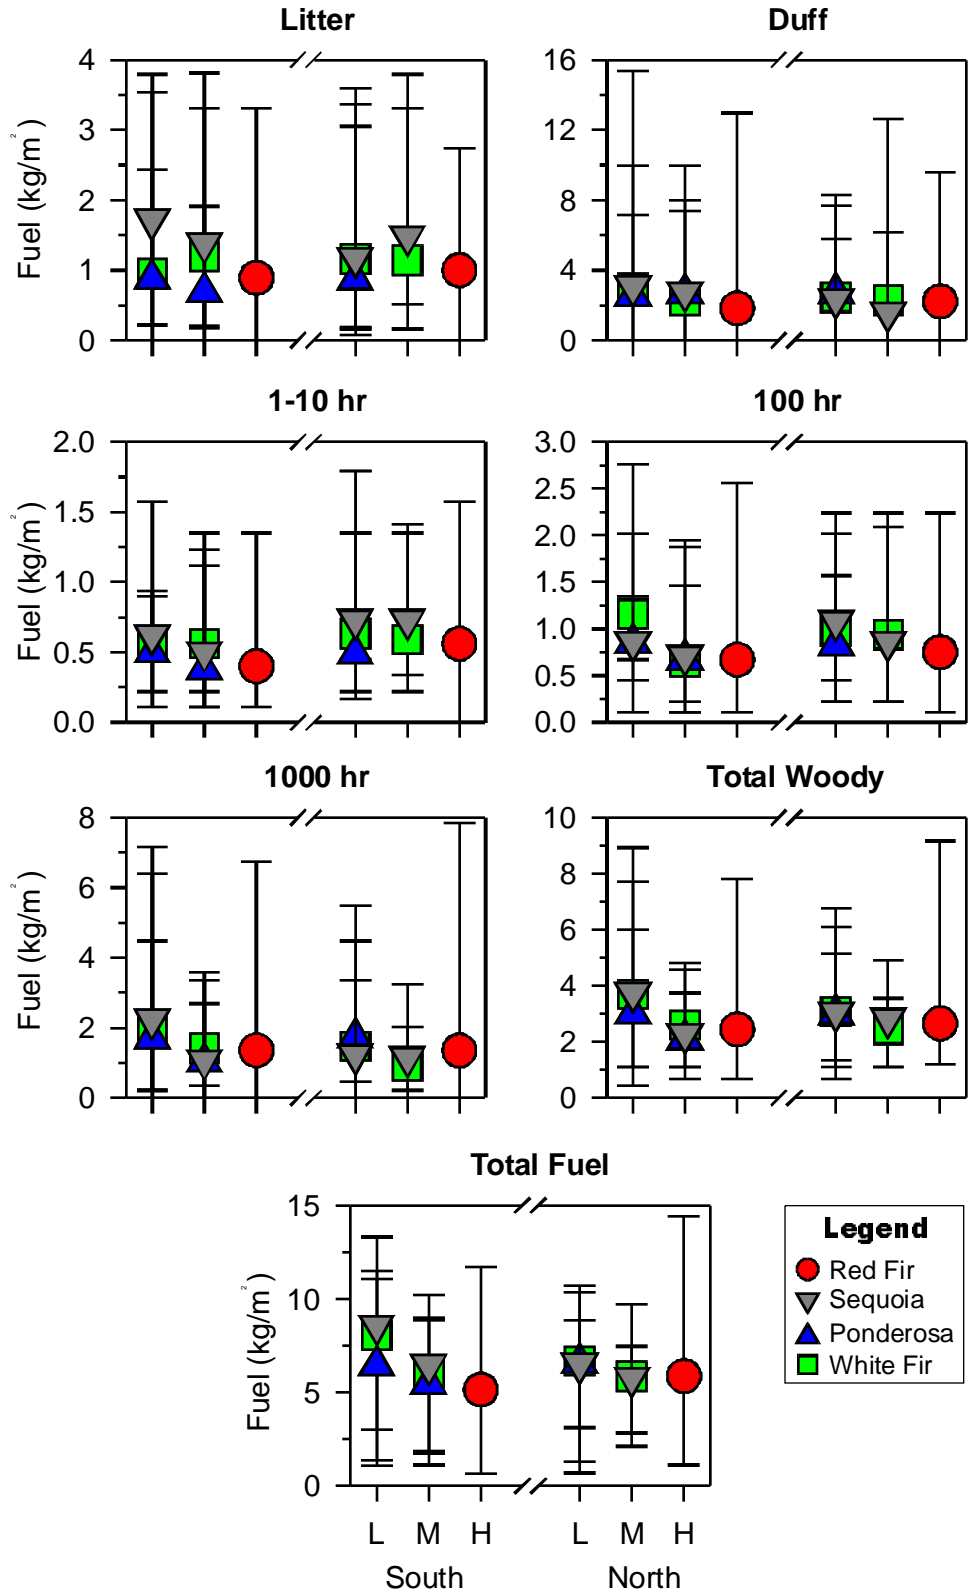 Litter
Duff
4
3
2
1
0
Fuel (kg/m²)
16
12
8
4
0
1-10 hr
100 hr
2.0
1.5
1.0
0.5
0.0
Fuel (kg/m²)
3.0
2.5
2.0
1.5
1.0
0.5
0.0
1000 hr
Total Woody
8
6
4
2
0
Fuel (kg/m²)
10
8
6
4
2
0
Total Fuel
15
10
5
0
Fuel (kg/m²)
L M H L M H
South North
Legend
Red Fir
Sequoia
Ponderosa
White Fir